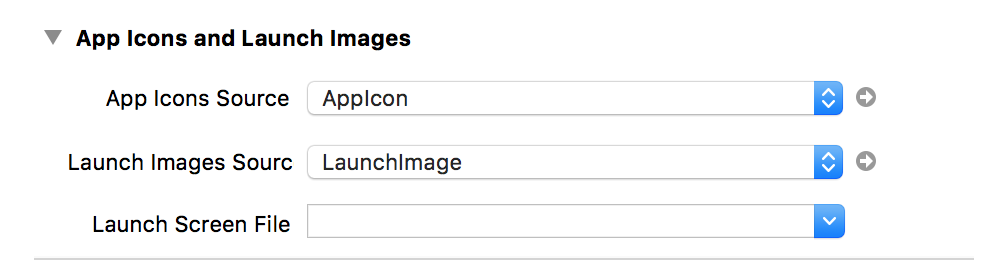 App Icons and Launch Images
App Icons Source AppIcon
Launch Images Sourc LaunchImage
Launch Screen File